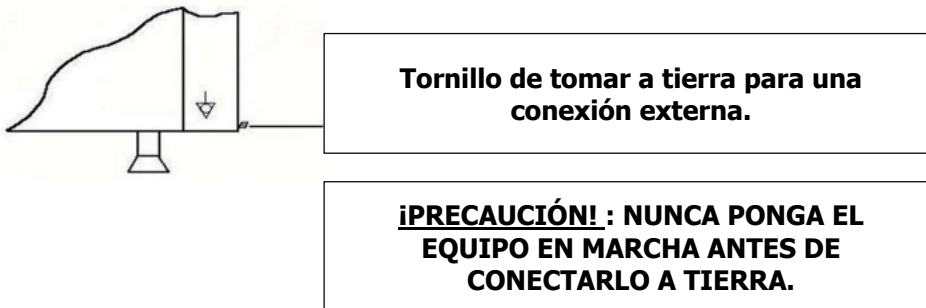 Tornillo de tomar a tierra para una
conexión externa.
¡PRECAUCIÓN! : NUNCA PONGA EL
EQUIPO EN MARCHA ANTES DE
CONECTARLO A TIERRA.